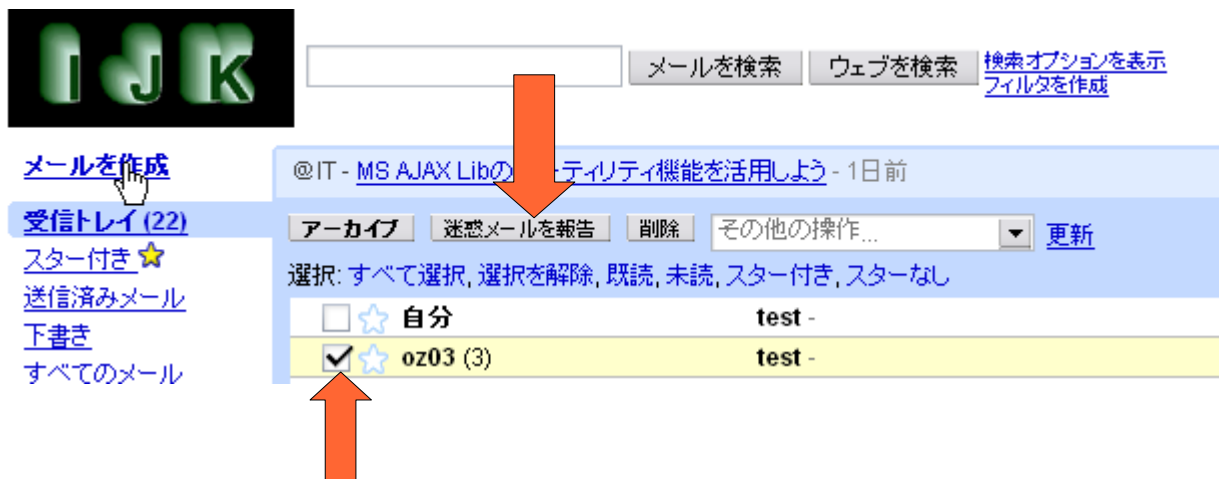 IJK
メールを検索 ウェブを検索 検索オプションを表示
フィルタを作成
メールを作成
@IT - MS AJAX Libの ーティリティ機能を活用しよう - 1日前
受信トレイ (22)
アーカイブ 迷惑メールを報告 削除 その他の操作... 更新
スター付き
選択: すべて選択, 選択を解除, 既読, 未読, スター付き, スターなし
送信済みメール
自分 test -
下書き
oz03 (3) test -
すべてのメール